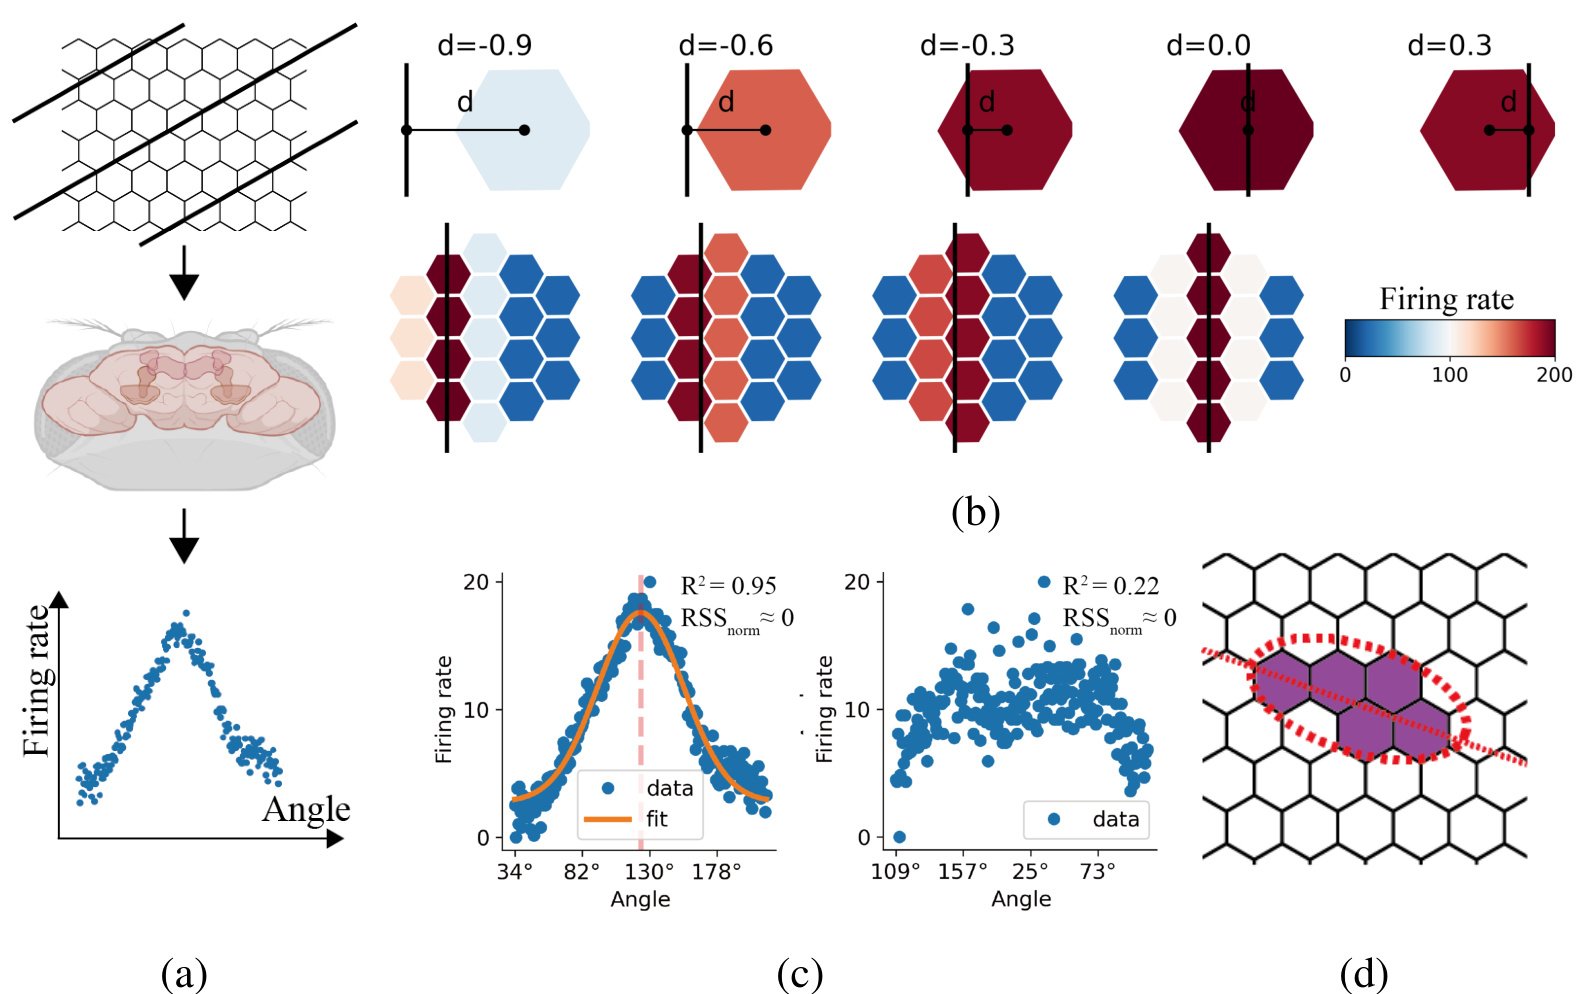 d=-0.9
d=-0.6
d=-0.3
d=0.0
d=0.3
d
d
d
d
d
Firing rate
0 100 200
(b)
Firing rate
Angle
(a)
20
10
0
Firing rate
R² = 0.95
RSSnorm ≈ 0
data
fit
34° 82° 130° 178°
Angle
20
10
0
Firing rate
R² = 0.22
RSSnorm ≈ 0
data
109° 157° 25° 73°
Angle
(c)
(d)